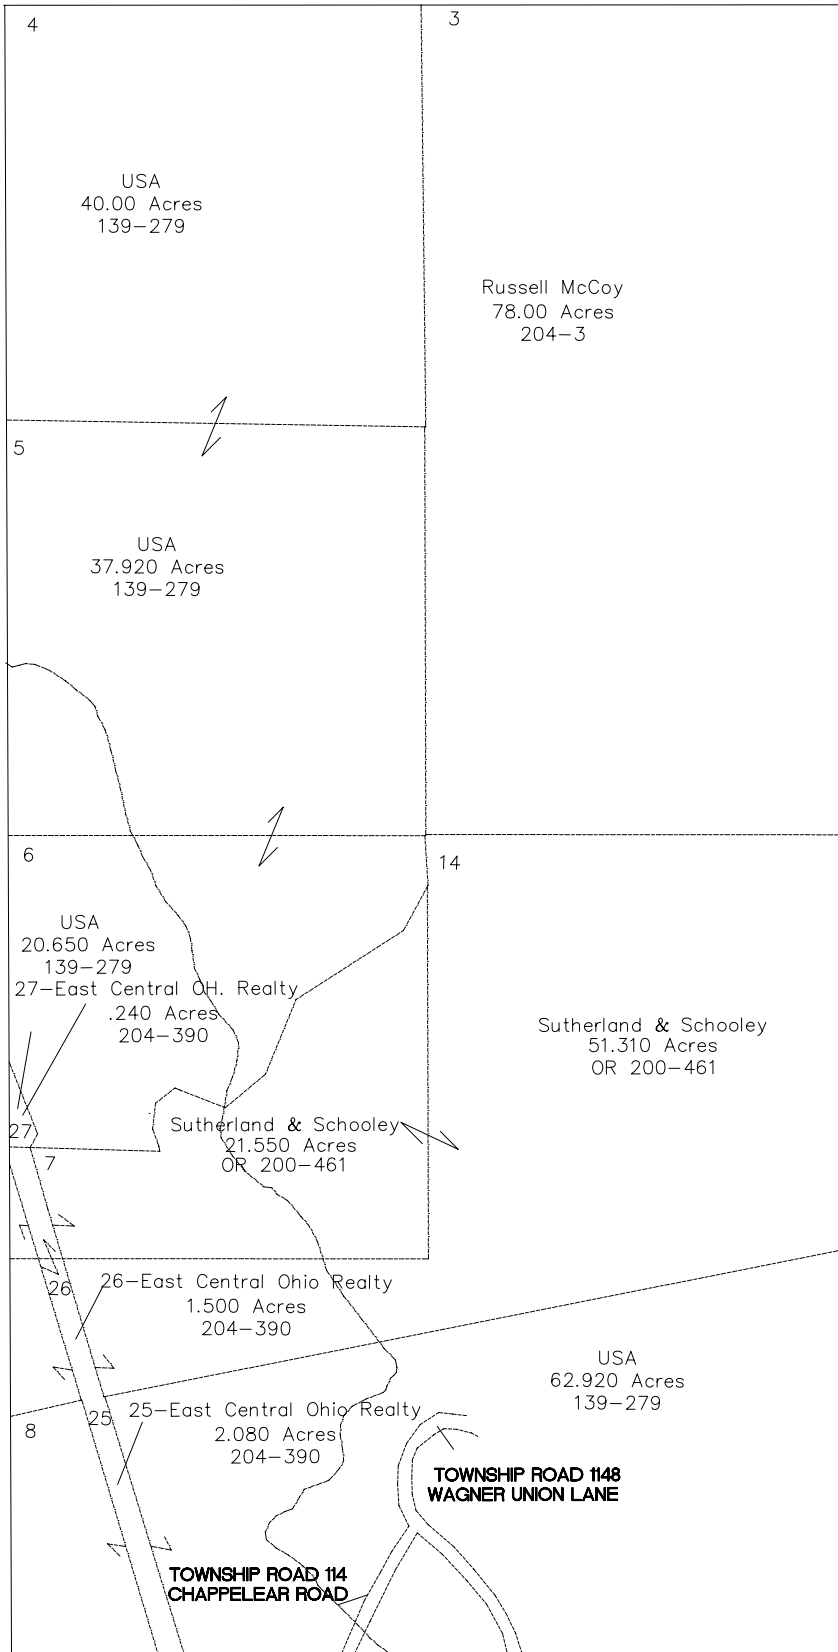 4
3
USA
40.00 Acres
139-279
Russell McCoy
78.00 Acres
204-3
5
USA
37.920 Acres
139-279
6
14
USA
20.650 Acres
139-279
27-East Central OH. Realty
.240 Acres
204-390
Sutherland & Schooley
51.310 Acres
OR 200-461
27
7
Sutherland & Schooley
21.550 Acres
OR 200-461
26
26-East Central Ohio Realty
1.500 Acres
204-390
USA
62.920 Acres
139-279
8
25
25-East Central Ohio Realty
2.080 Acres
204-390
TOWNSHIP ROAD 1148
WAGNER UNION LANE
TOWNSHIP ROAD 114
CHAPPELEAR ROAD